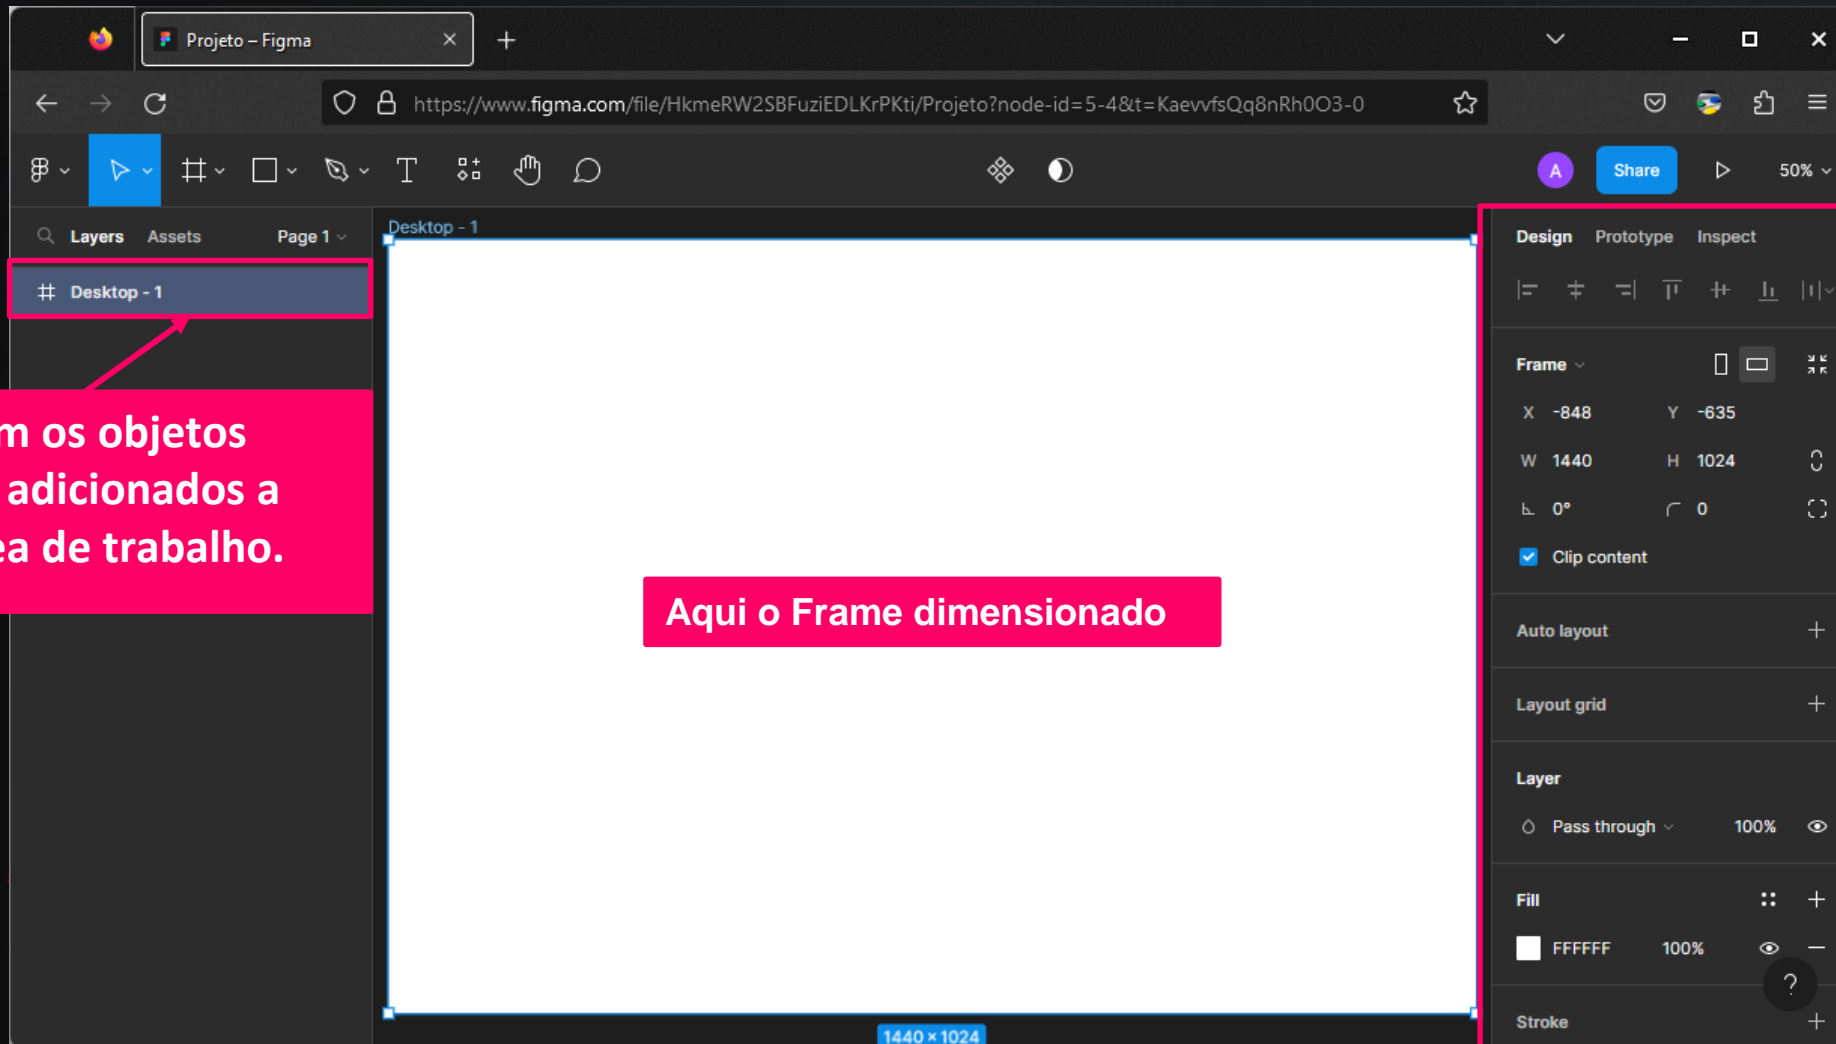 Projeto – Figma
https://www.figma.com/file/HkmeRW2SBFuziEDLKrPKti/Projeto?node-id=5-4&t=KaevvfsQq8nRh0O3-0
A
Share
50%
Layers Assets Page 1
Desktop - 1
os objetos
adicionados a
de trabalho.
Desktop - 1
Aqui o Frame dimensionado
1440 × 1024
Design Prototype Inspect
Frame
X -848 Y -635
W 1440 H 1024
0° 0
Clip content
Auto layout
Layout grid
Layer
Pass through 100%
Fill
FFFFFF 100%
?
Stroke